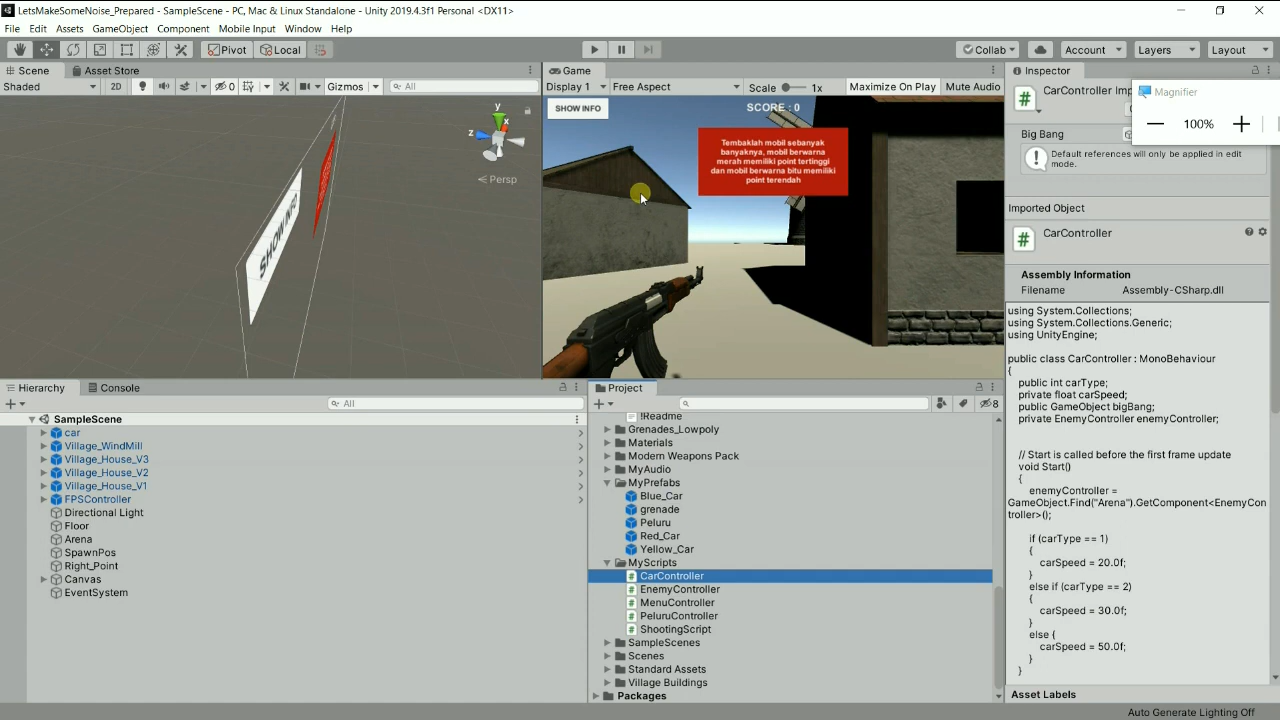 LetsMakeSomeNoise_Prepared - SampleScene - PC, Mac & Linux Standalone - Unity 2019.4.3f1 Personal <DX11>
File Edit Assets GameObject Component Mobile Input Window Help
Pivot Local Collab Account Layers Layout
Scene Asset Store
Shaded 2D 0 Gizmos All
y
x
z
Persp
SHOW INFO
Game
Display 1 Free Aspect Scale 1x Maximize On Play Mute Audio
SHOW INFO
SCORE : 0
Tembaklah mobil sebanyak
banyaknya, mobil berwarna
merah memiliki point tertinggi
dan mobil berwarna bitu memiliki
point terendah
Inspector
CarController Imp
Magnifier
100%
Big Bang
Default references will only be applied in edit
mode.
Imported Object
CarController
Assembly Information
Filename Assembly-CSharp.dll
using System.Collections;
using System.Collections.Generic;
using UnityEngine;
public class CarController : MonoBehaviour
{
public int carType;
private float carSpeed;
public GameObject bigBang;
private EnemyController enemyController;
// Start is called before the first frame update
void Start()
{
enemyController =
GameObject.Find("Arena").GetComponent<EnemyCon
troller>();
if (carType == 1)
{
carSpeed = 20.0f;
}
else if (carType == 2)
{
carSpeed = 30.0f;
}
else {
carSpeed = 50.0f;
}
}
Asset Labels
Hierarchy Console
All
SampleScene
car
Village_WindMill
Village_House_V3
Village_House_V2
Village_House_V1
FPSController
Directional Light
Floor
Arena
SpawnPos
Right_Point
Canvas
EventSystem
Project
8
!Readme
Grenades_Lowpoly
Materials
Modern Weapons Pack
MyAudio
MyPrefabs
Blue_Car
grenade
Peluru
Red_Car
Yellow_Car
MyScripts
CarController
EnemyController
MenuController
PeluruController
ShootingScript
SampleScenes
Scenes
Standard Assets
Village Buildings
Packages
Auto Generate Lighting Off